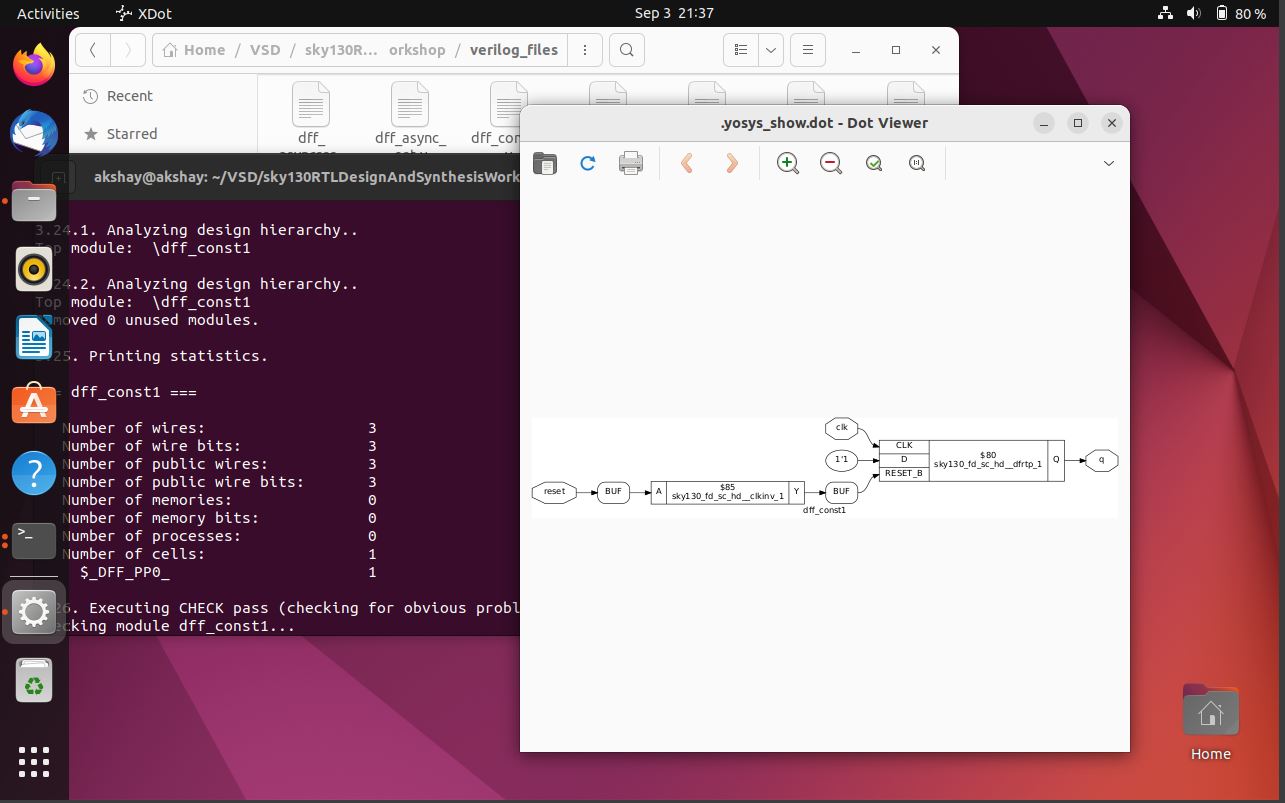 Activities
XDot
Sep 3 21:37
80 %
Home / VSD / sky130R... orkshop / verilog_files
Recent
Starred
dff_
dff_async_
dff_con
.yosys_show.dot - Dot Viewer
akshay@akshay: ~/VSD/sky130RTLDesignAndSynthesisWork
3.24.1. Analyzing design hierarchy..
Top module:  \dff_const1
24.2. Analyzing design hierarchy..
Top module:  \dff_const1
moved 0 unused modules.
25. Printing statistics.
= dff_const1 ===
Number of wires: 3
Number of wire bits: 3
Number of public wires: 3
Number of public wire bits: 3
Number of memories: 0
Number of memory bits: 0
Number of processes: 0
Number of cells: 1
$_DFF_PP0_ 1
26. Executing CHECK pass (checking for obvious probl
cking module dff_const1...
reset
BUF
A
$85
sky130_fd_sc_hd__clkinv_1
Y
BUF
dff_const1
clk
1'1
CLK
D
RESET_B
$80
sky130_fd_sc_hd__dfrtp_1
Q
q
Home